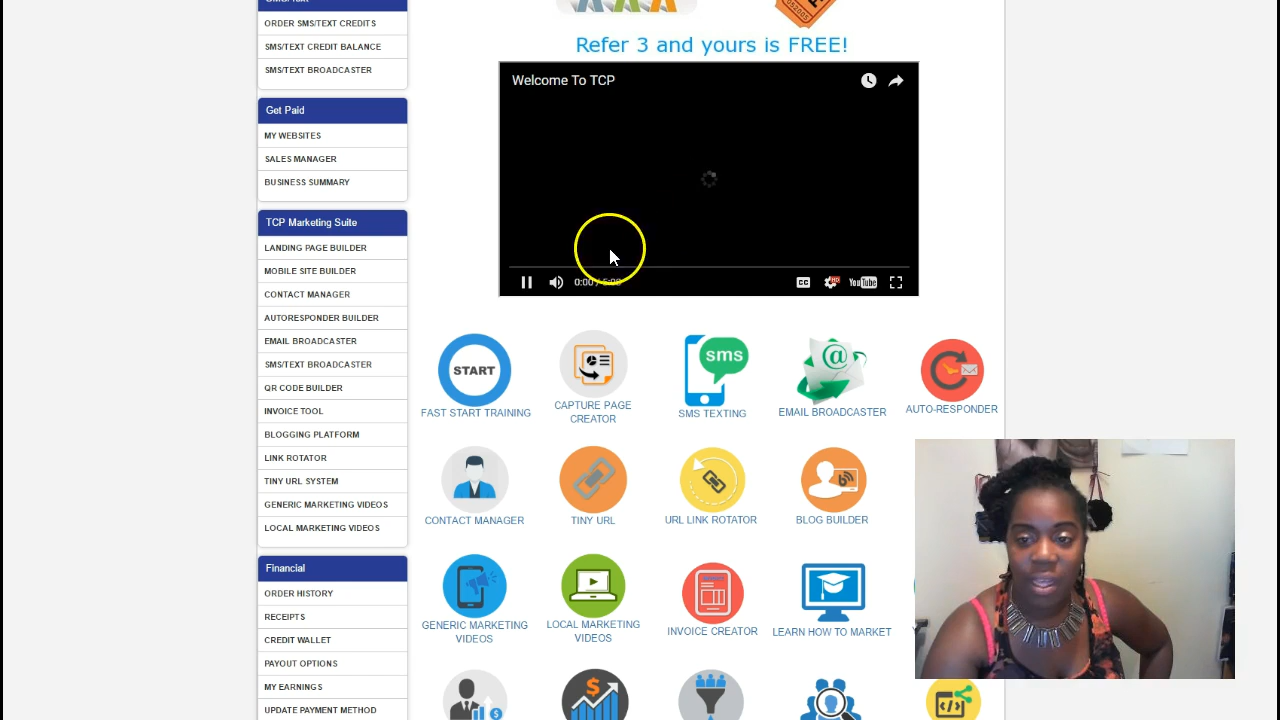 ORDER SMS/TEXT CREDITS
SMS/TEXT CREDIT BALANCE
SMS/TEXT BROADCASTER
Get Paid
MY WEBSITES
SALES MANAGER
BUSINESS SUMMARY
TCP Marketing Suite
LANDING PAGE BUILDER
MOBILE SITE BUILDER
CONTACT MANAGER
AUTORESPONDER BUILDER
EMAIL BROADCASTER
SMS/TEXT BROADCASTER
QR CODE BUILDER
INVOICE TOOL
BLOGGING PLATFORM
LINK ROTATOR
TINY URL SYSTEM
GENERIC MARKETING VIDEOS
LOCAL MARKETING VIDEOS
Financial
ORDER HISTORY
RECEIPTS
CREDIT WALLET
PAYOUT OPTIONS
MY EARNINGS
UPDATE PAYMENT METHOD
Refer 3 and yours is FREE!
Welcome To TCP
0:00 /
CC
HD
YouTube
START
sms
@
FAST START TRAINING
CAPTURE PAGE
CREATOR
SMS TEXTING
EMAIL BROADCASTER
AUTO-RESPONDER
CONTACT MANAGER
TINY URL
URL LINK ROTATOR
BLOG BUILDER
GENERIC MARKETING
VIDEOS
LOCAL MARKETING
VIDEOS
INVOICE CREATOR
LEARN HOW TO MARKET